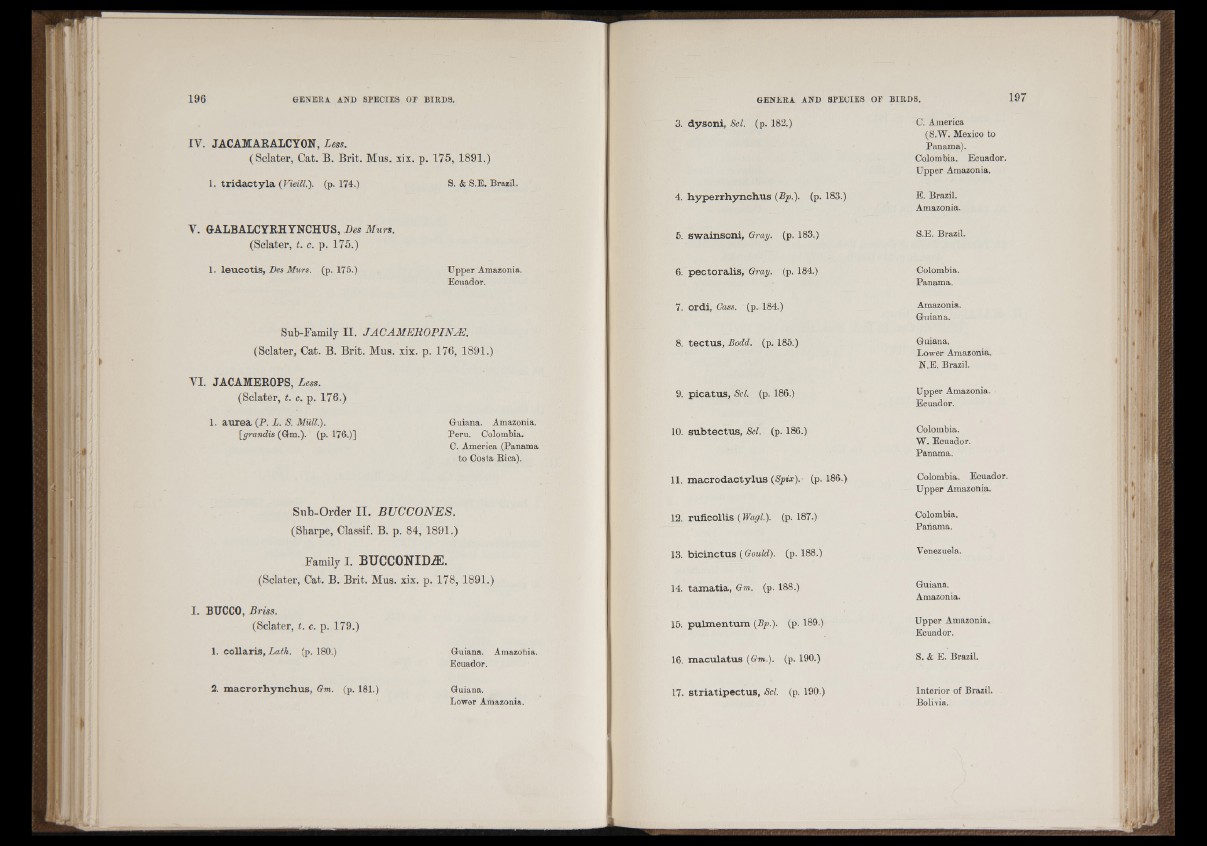 196 GENERA AND SPECIES OF BIRDS.
IV. JACAMARALCYON, Less.
(Sclater, Cat. B. Brit. Mus. xix. p. 175, 1891.)
1. tridactyla (Vieill.). (p. 174.) S. & S.E. Brazil.
V. GALBALCYRHYNCHUS, Des Murs.
(Sclater, t. c. p. 175.)
1. leucotis, Des Murs. (p. 175.) Upper Amazonia.
Ecuador.
Sub-Family II. JACAMEROPINÆ.
(Sclater, Cat. B. Brit. Mus. xix. p. 176, 1891.)
VI. JACAMEROPS, Less.
(Sclater, t. c. p. 176.)
1. aurea (P. L. S. Müll.). Guiana. Amazonia.
[grandis (Gm.). (p. 176.)] Peru. Colombia.
C. America (Panama
to Costa Rica).
Sub-Order II. BUCCONES.
(Sharpe, Classif. B. p. 84, 1891.)
Family I. BUCCONIDÆ.
(Sclater, Cat. B. Brit. Mus. xix. p. 178, 1891.)
I. BUCCO, Briss.
(Sclater, t. c. p. 179.)
1. collaris, Lath. (p. 180.) Guiana. Amazonia.
Ecuador.
2. macrorhynchus, Gm. (p. 181.) Guiana.
Lower Amazonia.
GENERA AND SPECIES OF BIRDS. 197
3. dysoni, Scl. (p. 182.) C. America
(S.W. Mexico to
Panama).
Colombia. Ecuador.
Upper Amazonia.
4. hyperrhynchus (Bp.). (p. 183.) E. Brazil.
Amazonia.
5. swainsoni, Gray. (p. 183.) S.E. Brazil.
6. pectoralis, Gray. (p. 184.) Colombia.
Panama.
7. ordi, Cass. (p. 184.) Amazonia.
Guiana.
8. tectus, Bodd. (p. 185.) Guiana.
Lower Amazonia.
N.E. Brazil.
9. picatus, Scl. (p. 186.) Upper Amazonia.
Ecuador.
10. subtectus, Scl. (p. 186.) Colombia.
W. Ecuador.
Panama.
11. macrodactylus (Spix). (p. 186.) Colombia. Ecuador.
Upper Amazonia.
12. ruficollis (Wagl.). (p. 187.) Colombia.
Panama.
13. bicinctus (Gould). (p. 188.) Venezuela.
14. tamatia, Gm. (p. 188.) Guiana.
Amazonia.
15. pulmentum (Bp.). (p. 189.) Upper Amazonia.
Ecuador.
16. maculatus (Gm.). (p. 190.) S. & E. Brazil.
17. striatipectus, Scl. (p. 190.) Interior of Brazil.
Bolivia.